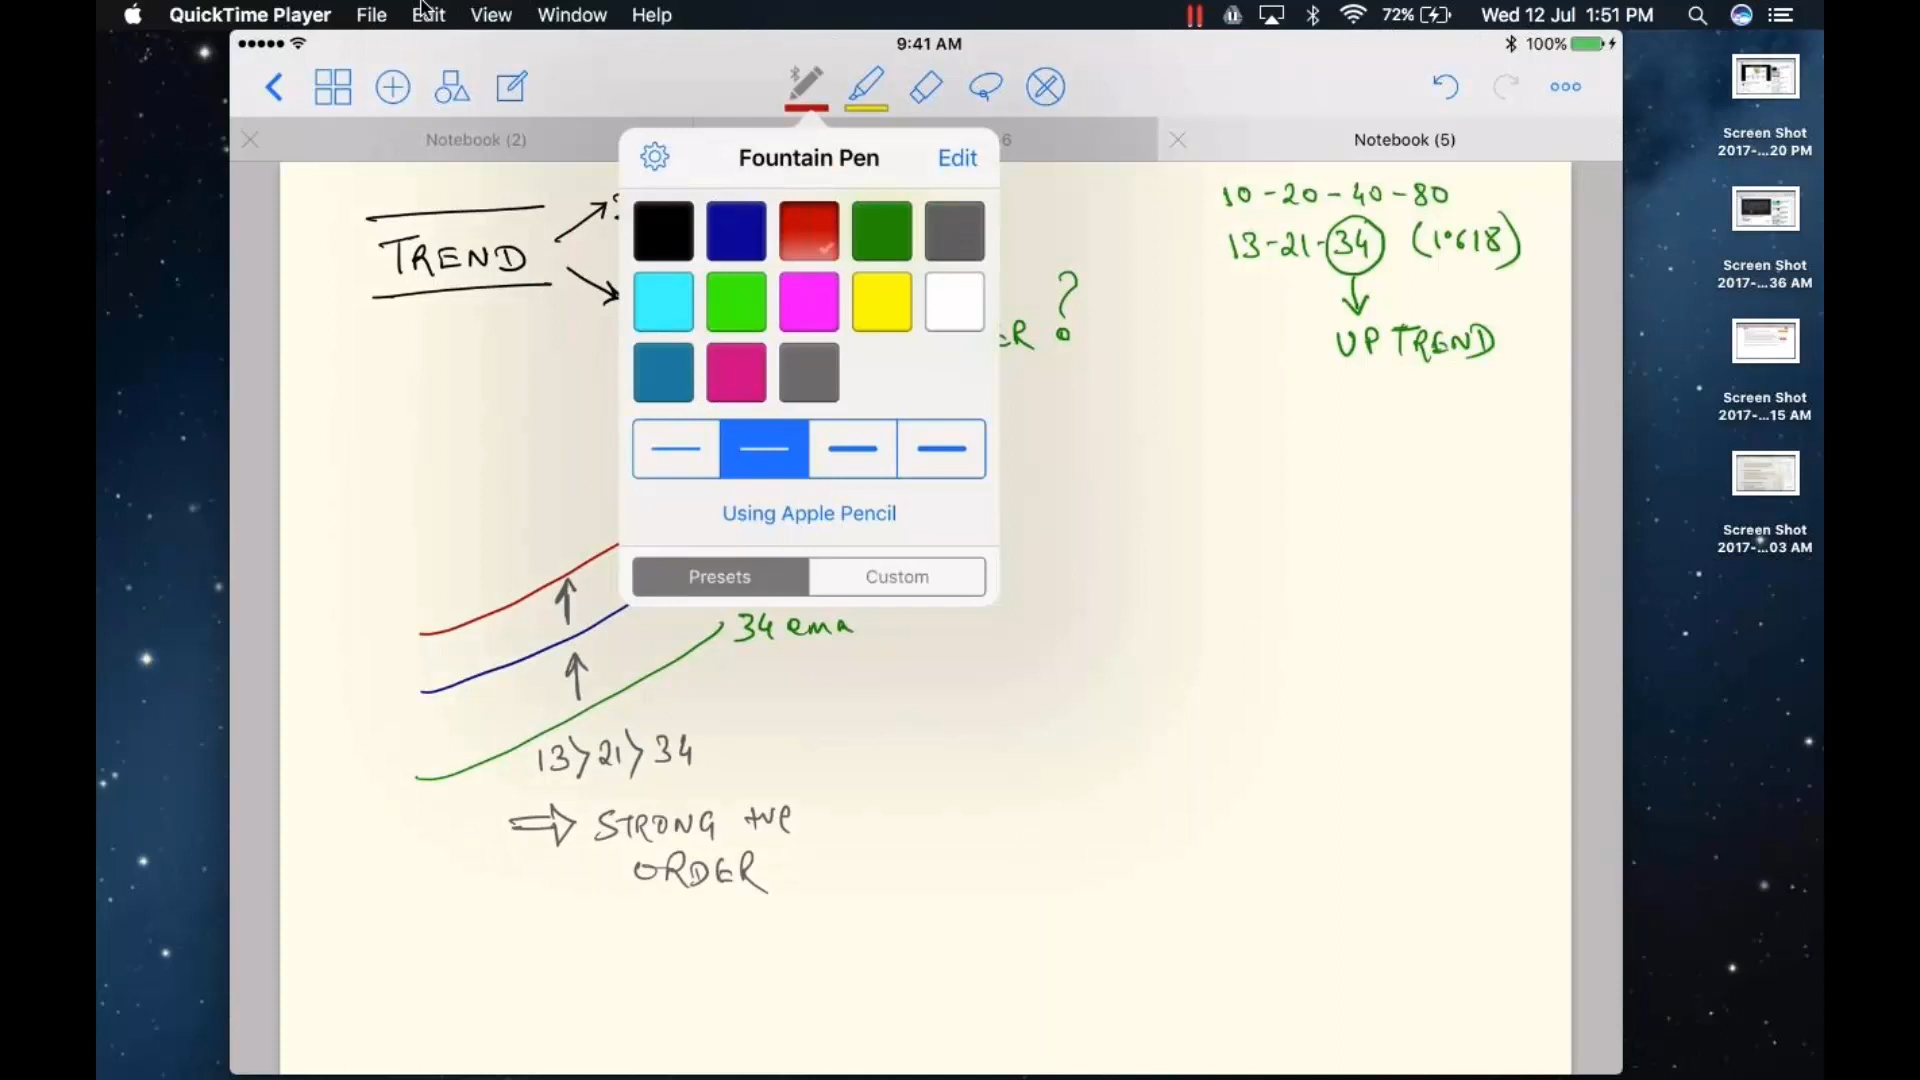 QuickTime Player File Edit View Window Help 72% Wed 12 Jul 1:51 PM
9:41 AM 100%
Notebook (2) 6 Notebook (5)
Fountain Pen Edit
Using Apple Pencil
Presets Custom
TREND
ER ?
10-20-40-80
13-21-34 (1.618)
UP TREND
34 ema
13>21>34
STRONG +ve
ORDER
Screen Shot
2017-...20 PM
Screen Shot
2017-...36 AM
Screen Shot
2017-...15 AM
Screen Shot
2017-...03 AM